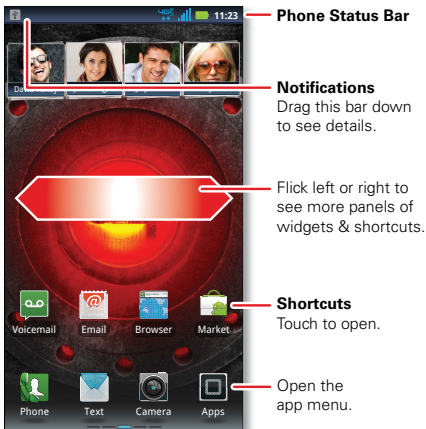 4G
11:23
Phone Status Bar
Notifications
Drag this bar down
to see details.
Flick left or right to
see more panels of
widgets & shortcuts.
Voicemail
Email
Browser
Market
Shortcuts
Touch to open.
Phone
Text
Camera
Apps
Open the
app menu.